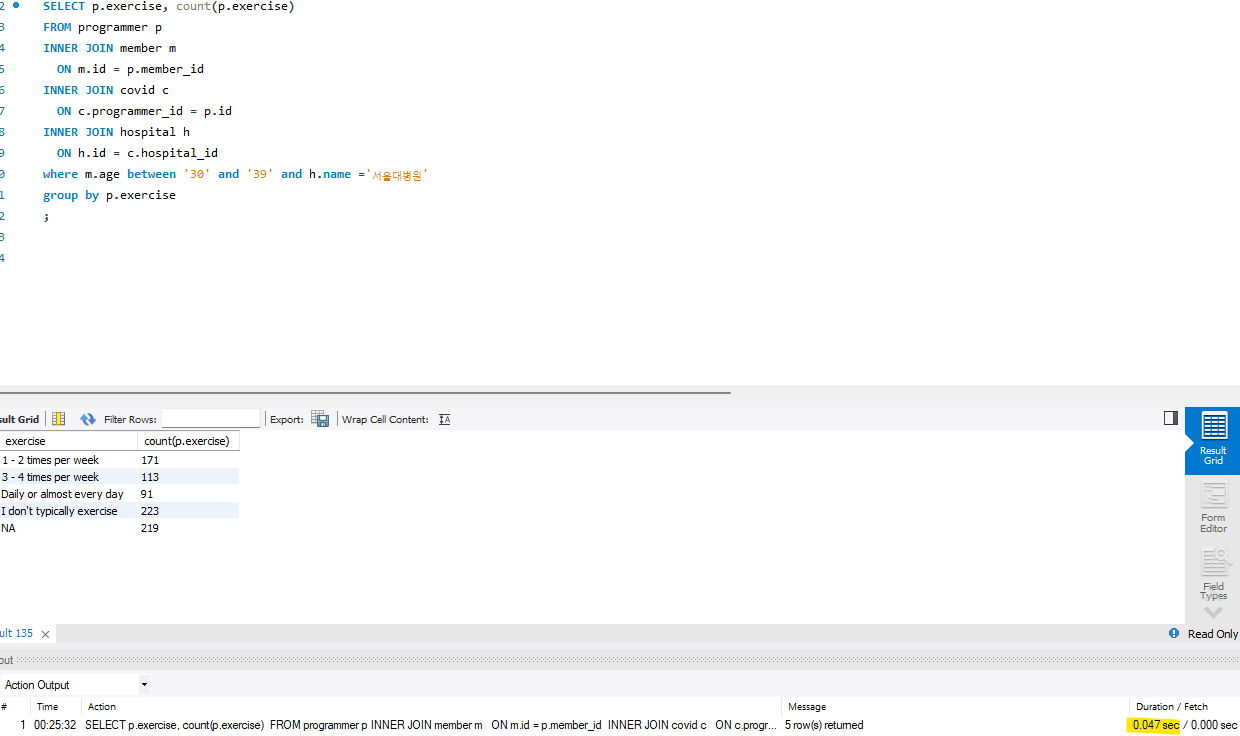 2 SELECT p.exercise, count(p.exercise)
3 FROM programmer p
4 INNER JOIN member m
5 ON m.id = p.member_id
6 INNER JOIN covid c
7 ON c.programmer_id = p.id
8 INNER JOIN hospital h
9 ON h.id = c.hospital_id
0 where m.age between '30' and '39' and h.name ='서울대병원'
1 group by p.exercise
2 ;
3
4
sult Grid Filter Rows: Export: Wrap Cell Content: IA
exercise count(p.exercise)
1 - 2 times per week 171
3 - 4 times per week 113
Daily or almost every day 91
I don't typically exercise 223
NA 219
Result
Grid
Form
Editor
Field
Types
ult 135 Read Only
out
Action Output
# Time Action Message Duration / Fetch
1 00:25:32 SELECT p.exercise, count(p.exercise) FROM programmer p INNER JOIN member m ON m.id = p.member_id INNER JOIN covid c ON c.progr... 5 row(s) returned 0.047 sec / 0.000 sec